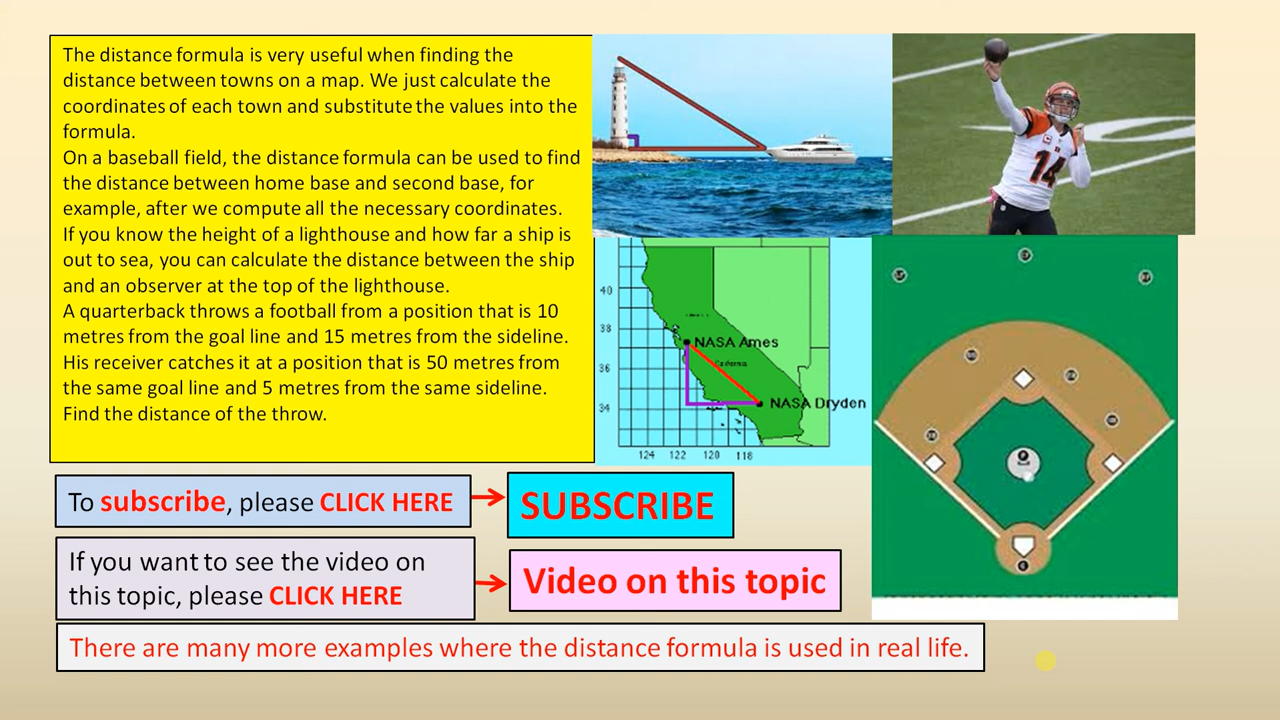 The distance formula is very useful when finding the
distance between towns on a map. We just calculate the
coordinates of each town and substitute the values into the
formula.
On a baseball field, the distance formula can be used to find
the distance between home base and second base, for
example, after we compute all the necessary coordinates.
If you know the height of a lighthouse and how far a ship is
out to sea, you can calculate the distance between the ship
and an observer at the top of the lighthouse.
A quarterback throws a football from a position that is 10
metres from the goal line and 15 metres from the sideline.
His receiver catches it at a position that is 50 metres from
the same goal line and 5 metres from the same sideline.
Find the distance of the throw.
14
40
38
36
34
NASA Ames
California
NASA Dryden
124 122 120 118
To subscribe, please CLICK HERE
SUBSCRIBE
If you want to see the video on
this topic, please CLICK HERE
Video on this topic
There are many more examples where the distance formula is used in real life.